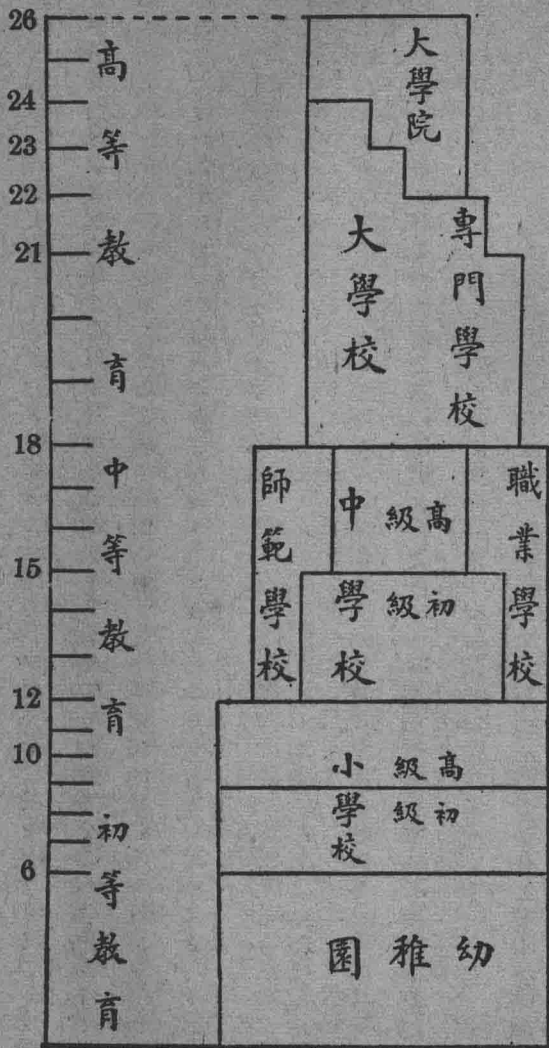 26
24
23
22
21
18
15
12
10
6
高等教育
中等教育
初等教育
大學院
大學校
專門學校
師範學校
中學校
高級
初級
職業學校
小學校
高級
初級
幼稚園